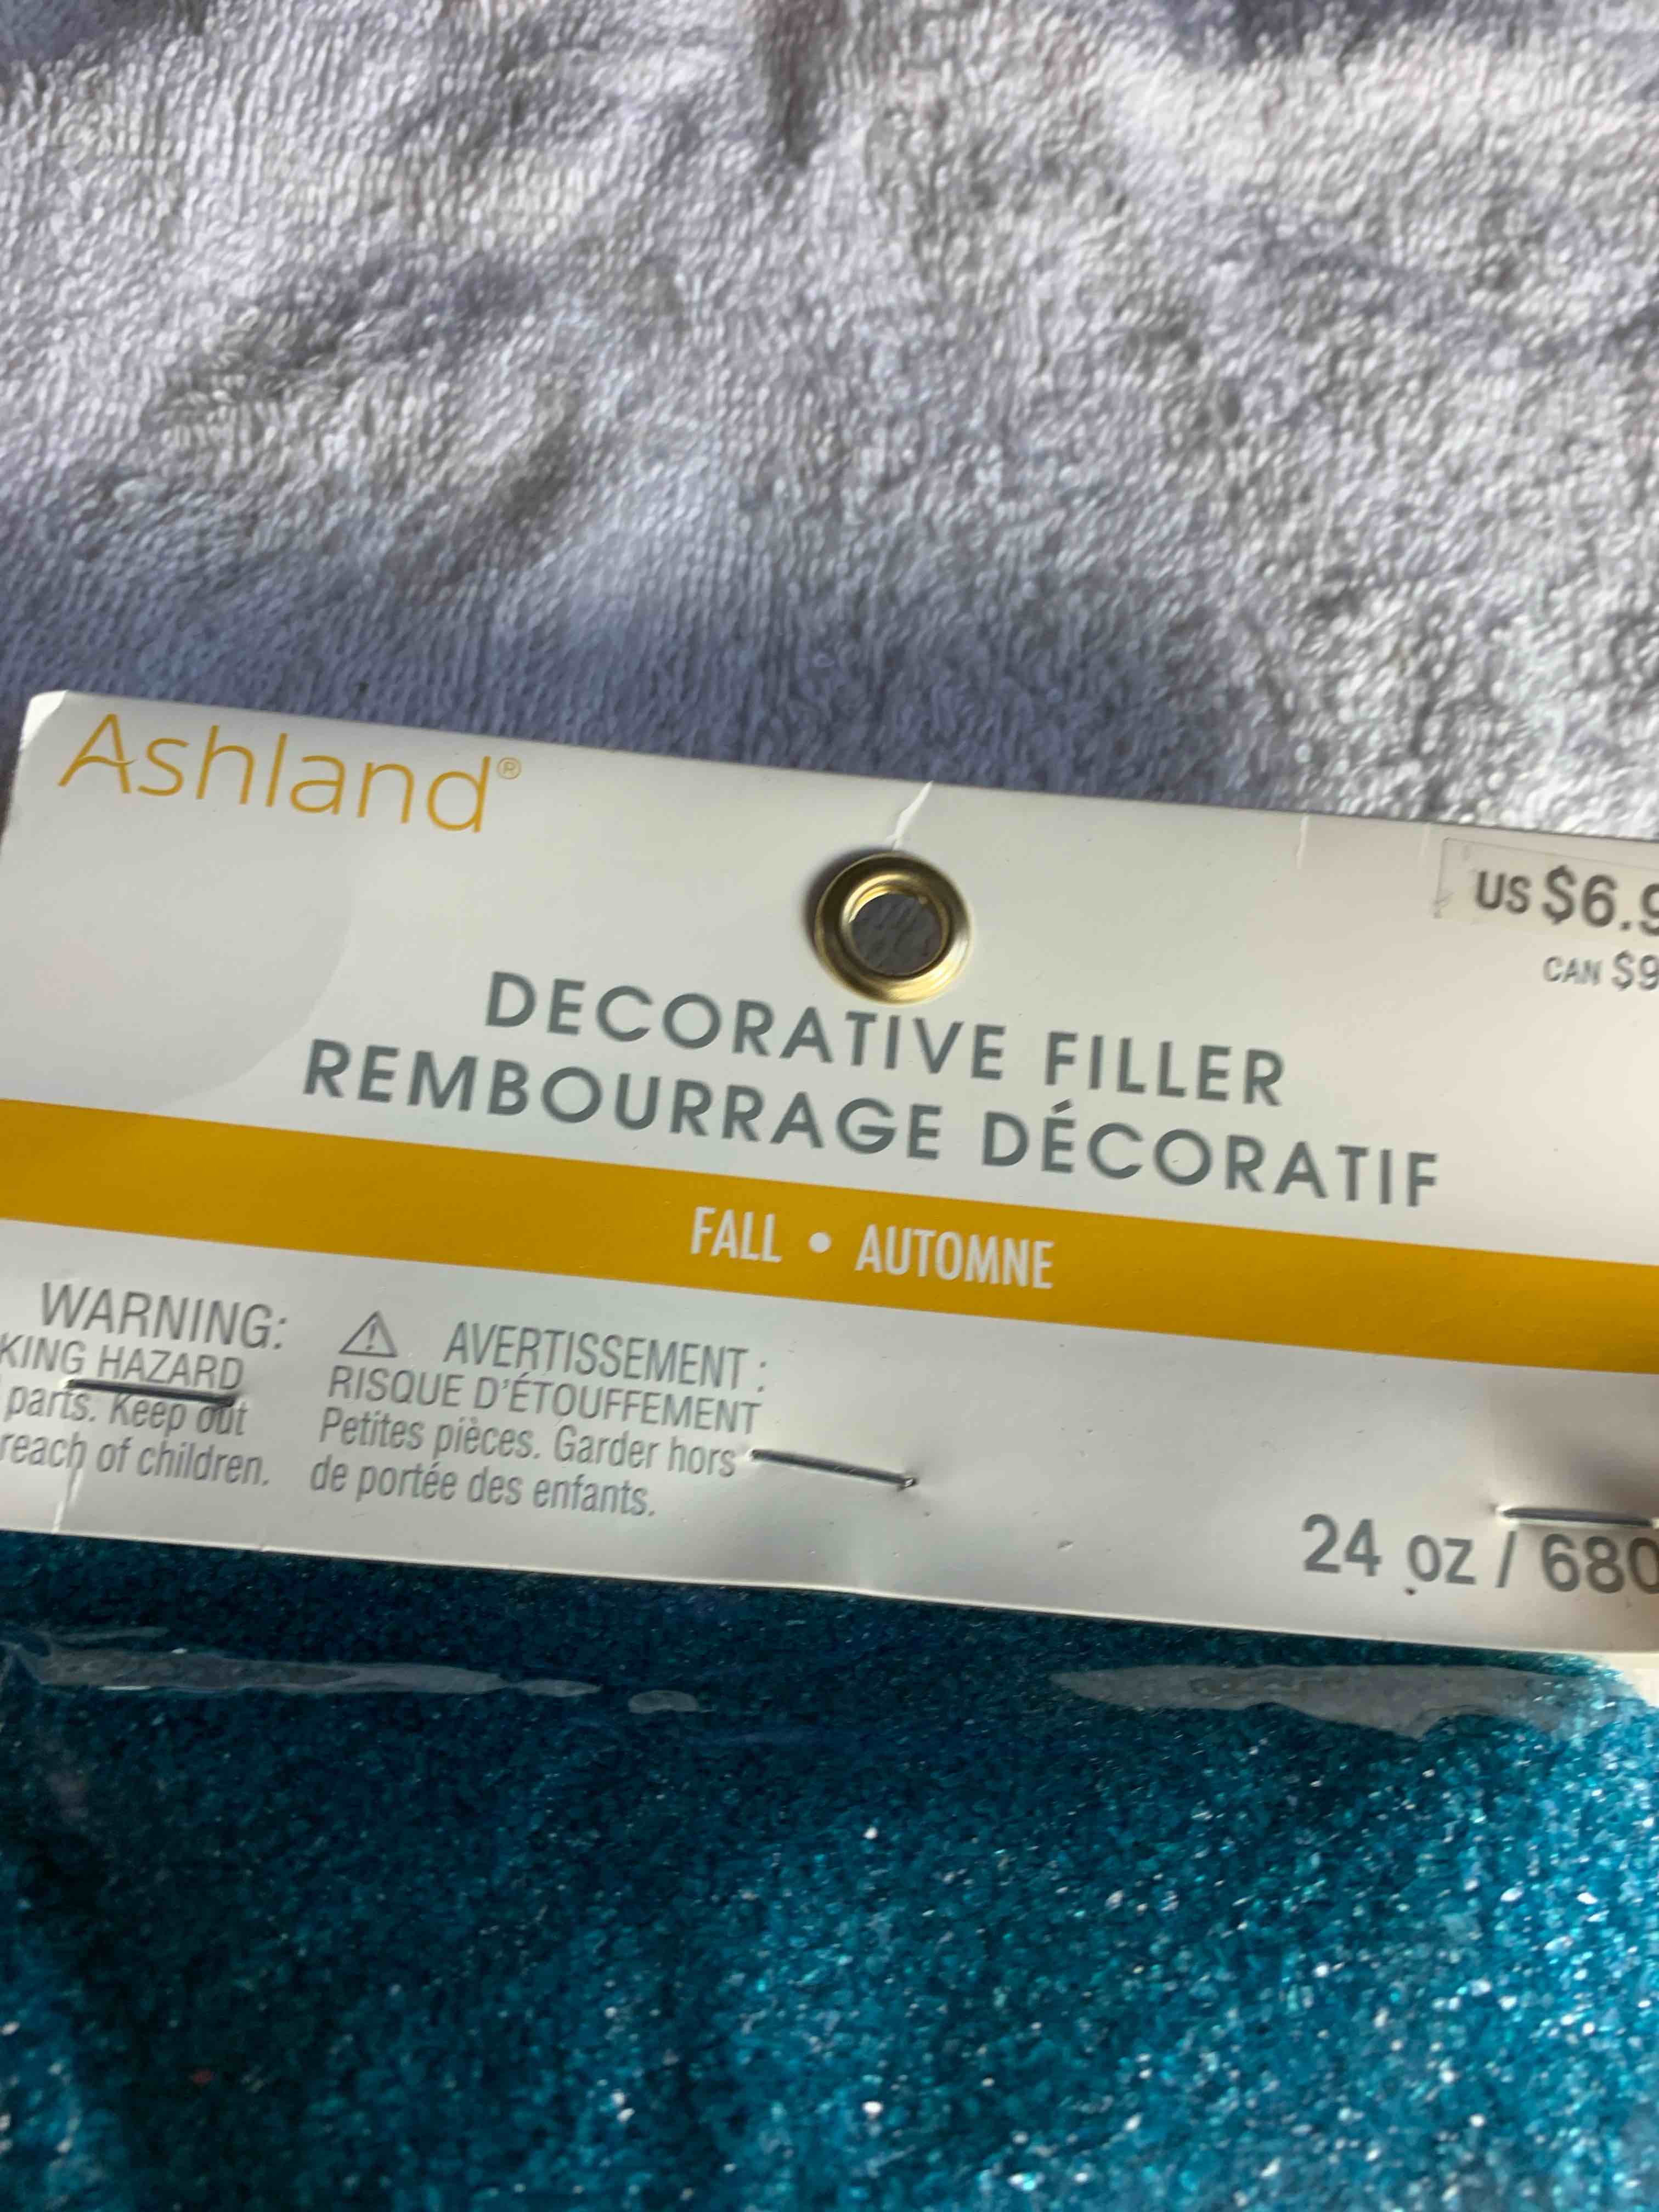 Ashland®
US $6.9
CAN $9
DECORATIVE FILLER
REMBOURRAGE DÉCORATIF
FALL • AUTOMNE
WARNING:
KING HAZARD
parts. Keep out
reach of children.
AVERTISSEMENT :
RISQUE D'ÉTOUFFEMENT
Petites pièces. Garder hors
de portée des enfants.
24 oz / 680